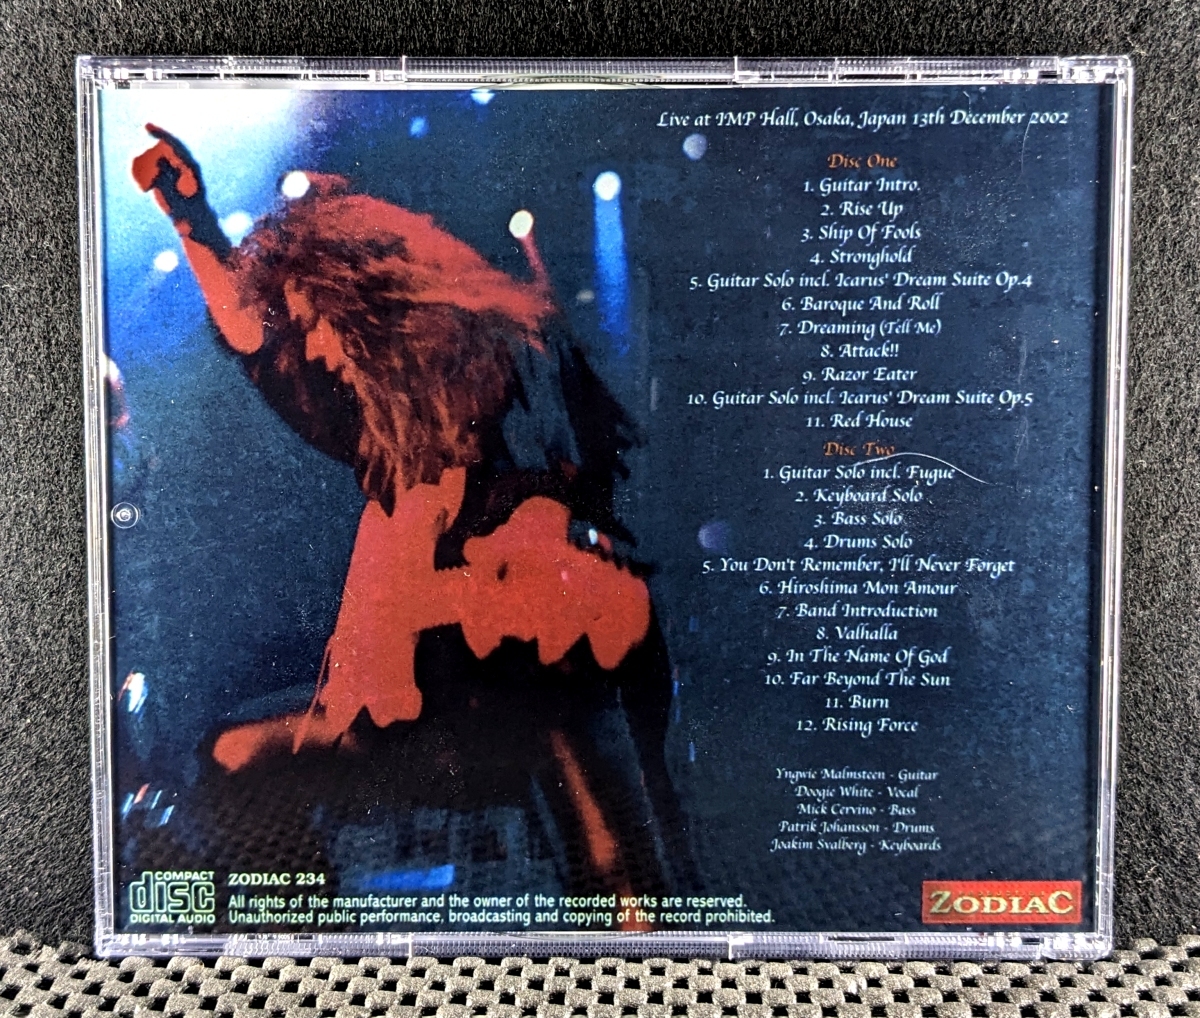 Live at IMP Hall, Osaka, Japan 13th December 2002
Disc One
1. Guitar Intro.
2. Rise Up
3. Ship Of Fools
4. Stronghold
5. Guitar Solo incl. Icarus' Dream Suite Op.4
6. Baroque And Roll
7. Dreaming (Tell Me)
8. Attack!!
9. Razor Eater
10. Guitar Solo incl. Icarus' Dream Suite Op.5
11. Red House
Disc Two
1. Guitar Solo incl. Fugue
2. Keyboard Solo
3. Bass Solo
4. Drums Solo
5. You Don't Remember, I'll Never Forget
6. Hiroshima Mon Amour
7. Band Introduction
8. Valhalla
9. In The Name Of God
10. Far Beyond The Sun
11. Burn
12. Rising Force
Yngwie Malmsteen - Guitar
Doogie White - Vocal
Mick Cervino - Bass
Patrik Johansson - Drums
Joakim Svalberg - Keyboards
COMPACT
disc
DIGITAL AUDIO
ZODIAC 234
All rights of the manufacturer and the owner of the recorded works are reserved.
Unauthorized public performance, broadcasting and copying of the record prohibited.
ZODIAC